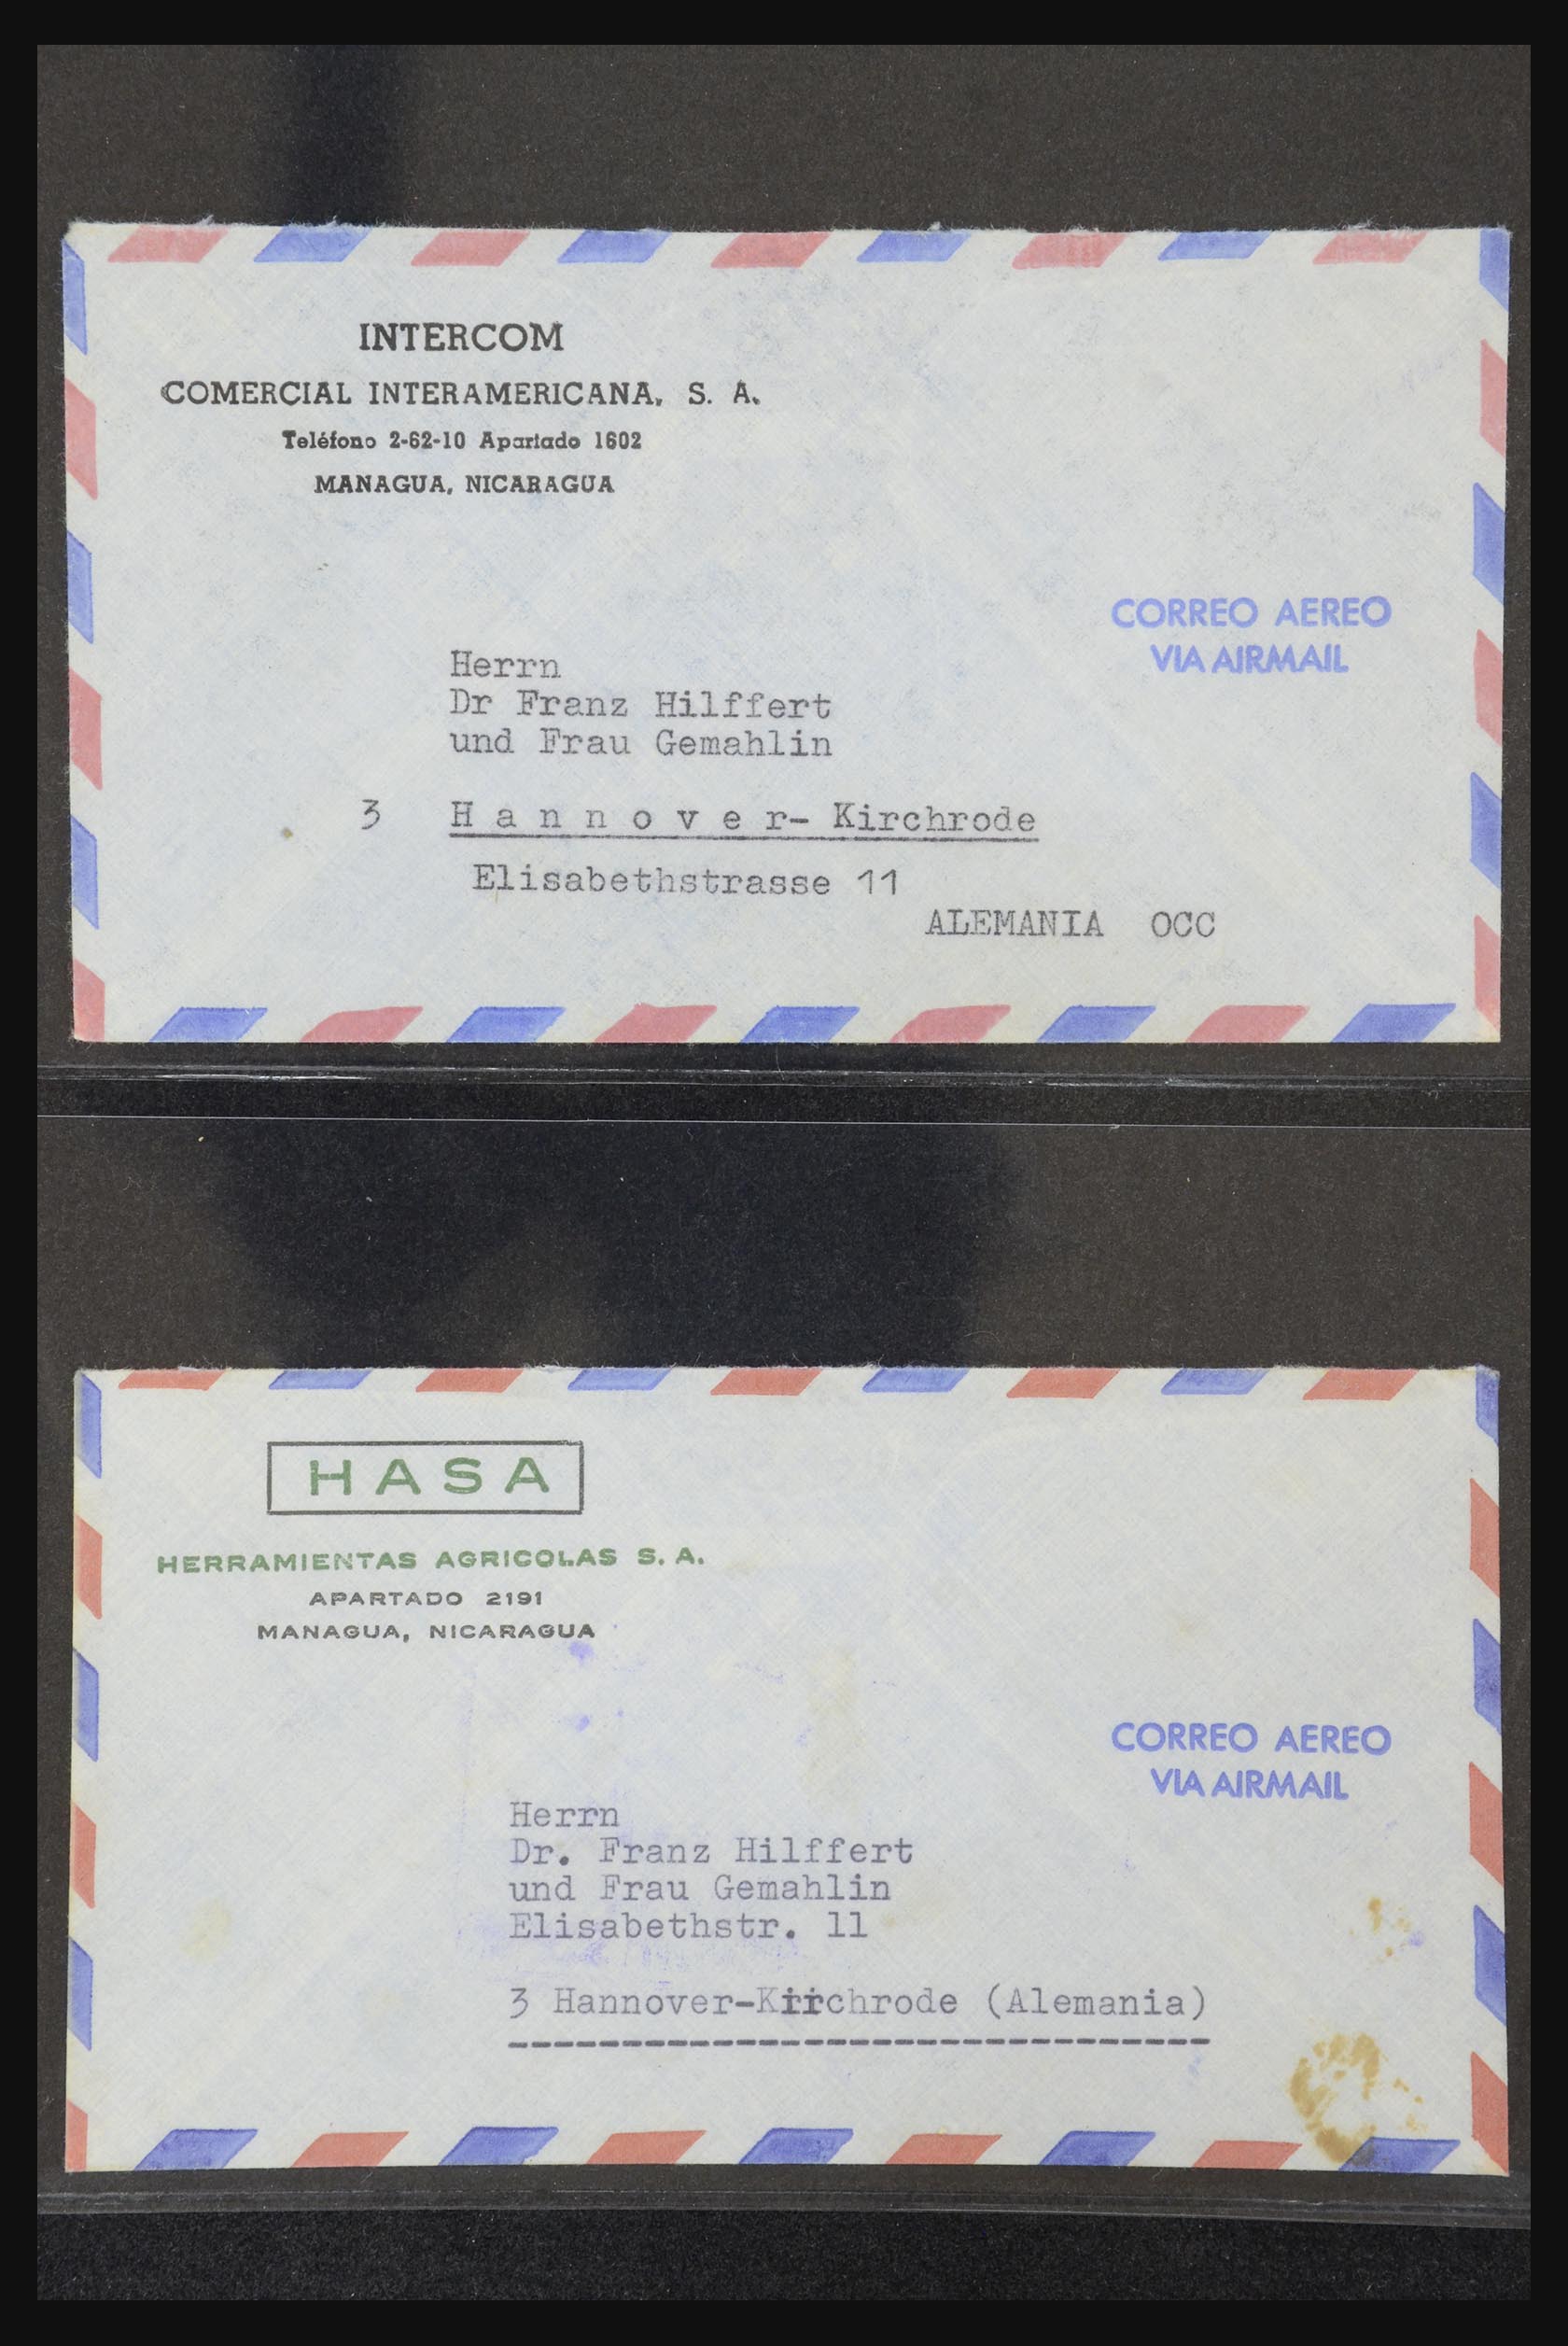 INTERCOM
COMERCIAL INTERAMERICANA, S. A.
Teléfono 2-62-10 Apartado 1602
MANAGUA, NICARAGUA
CORREO AEREO
VIA AIRMAIL
Herrn
Dr Franz Hilffert
und Frau Gemahlin
3 H a n n o v e r- Kirchrode
Elisabethstrasse 11
ALEMANIA OCC
HASA
HERRAMIENTAS AGRICOLAS S. A.
APARTADO 2191
MANAGUA, NICARAGUA
CORREO AEREO
VIA AIRMAIL
Herrn
Dr. Franz Hilffert
und Frau Gemahlin
Elisabethstr. 11
3 Hannover-Kirchrode (Alemania)
--------------------------------